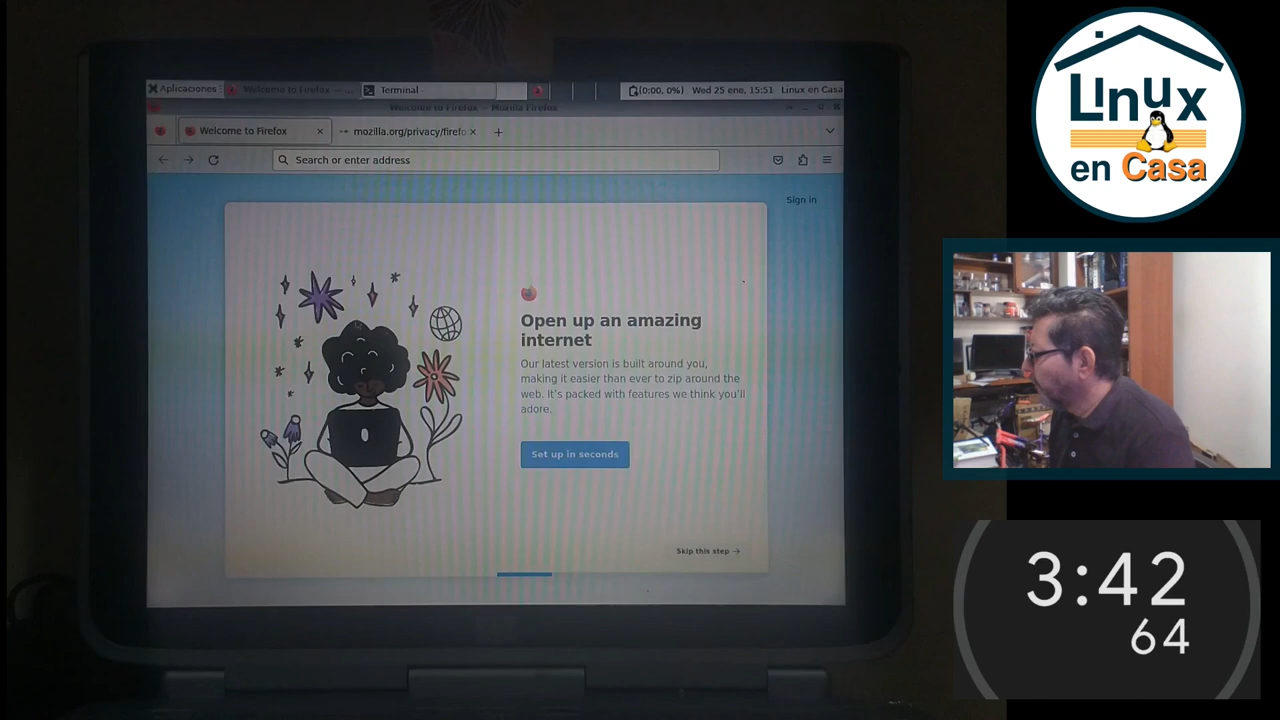 Aplicaciones
Welcome to Firefox — ...
Terminal -
(0:00, 0%)
Wed 25 ene, 15:51
Linux en Casa
Welcome to Firefox — Mozilla Firefox
Welcome to Firefox
mozilla.org/privacy/firefo
Search or enter address
Sign in
Open up an amazing
internet
Our latest version is built around you,
making it easier than ever to zip around the
web. It's packed with features we think you'll
adore.
Set up in seconds
Skip this step →
Linux
en Casa
3:42
64